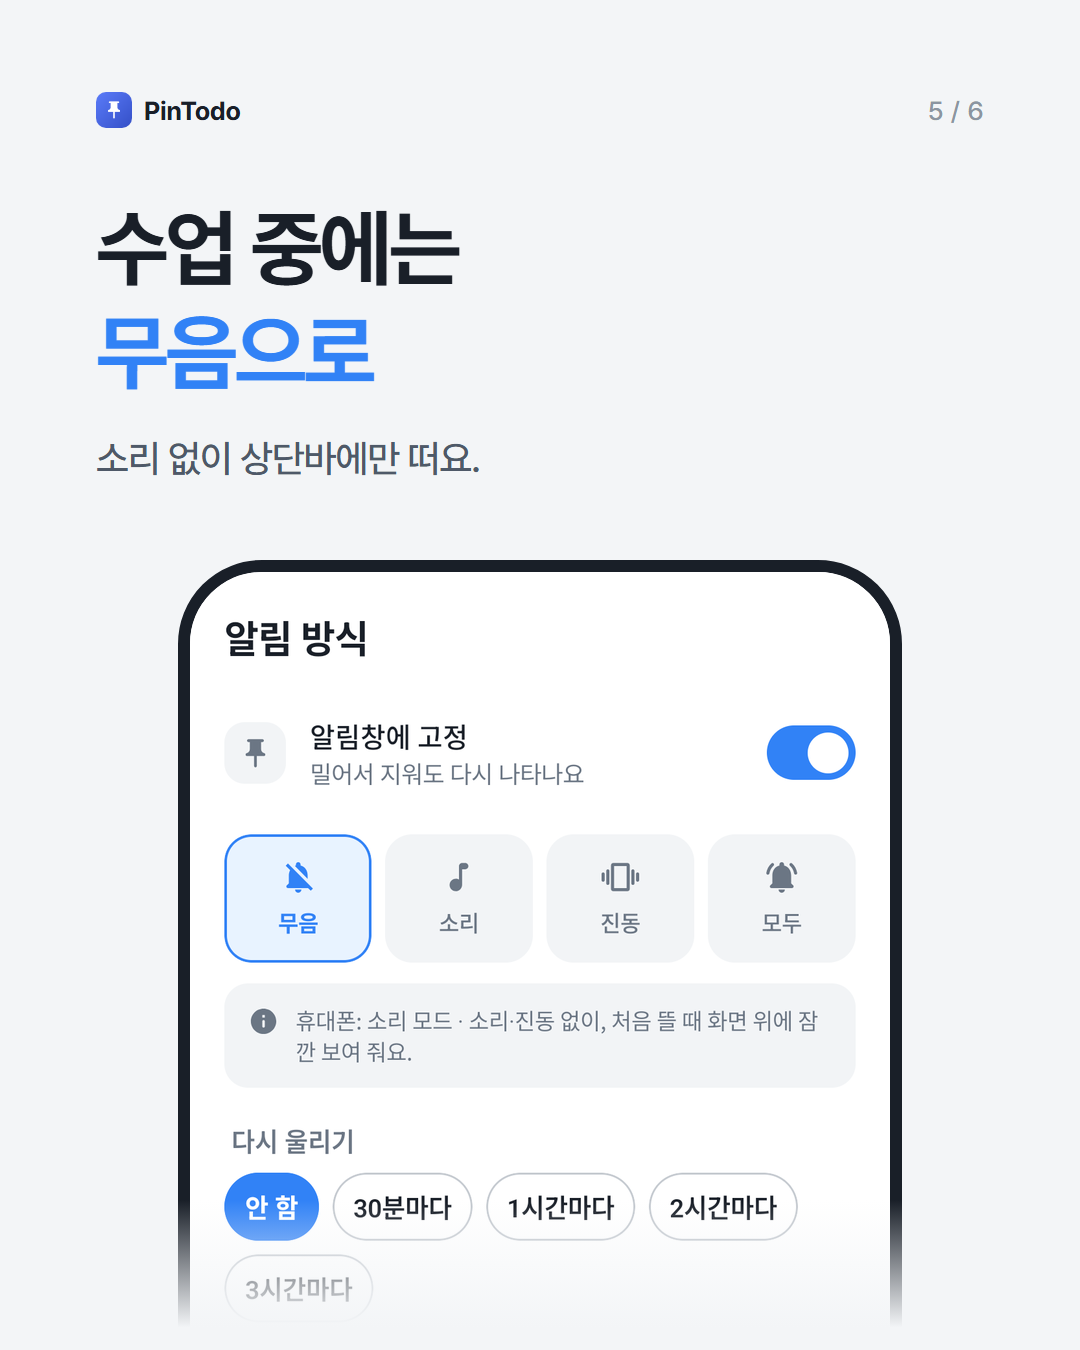 PinTodo
5 / 6
수업 중에는
무음으로
소리 없이 상단바에만 떠요.
알림 방식
알림창에 고정
밀어서 지워도 다시 나타나요
무음
소리
진동
모두
휴대폰: 소리 모드 · 소리·진동 없이, 처음 뜰 때 화면 위에 잠
깐 보여 줘요.
다시 울리기
안 함
30분마다
1시간마다
2시간마다
3시간마다